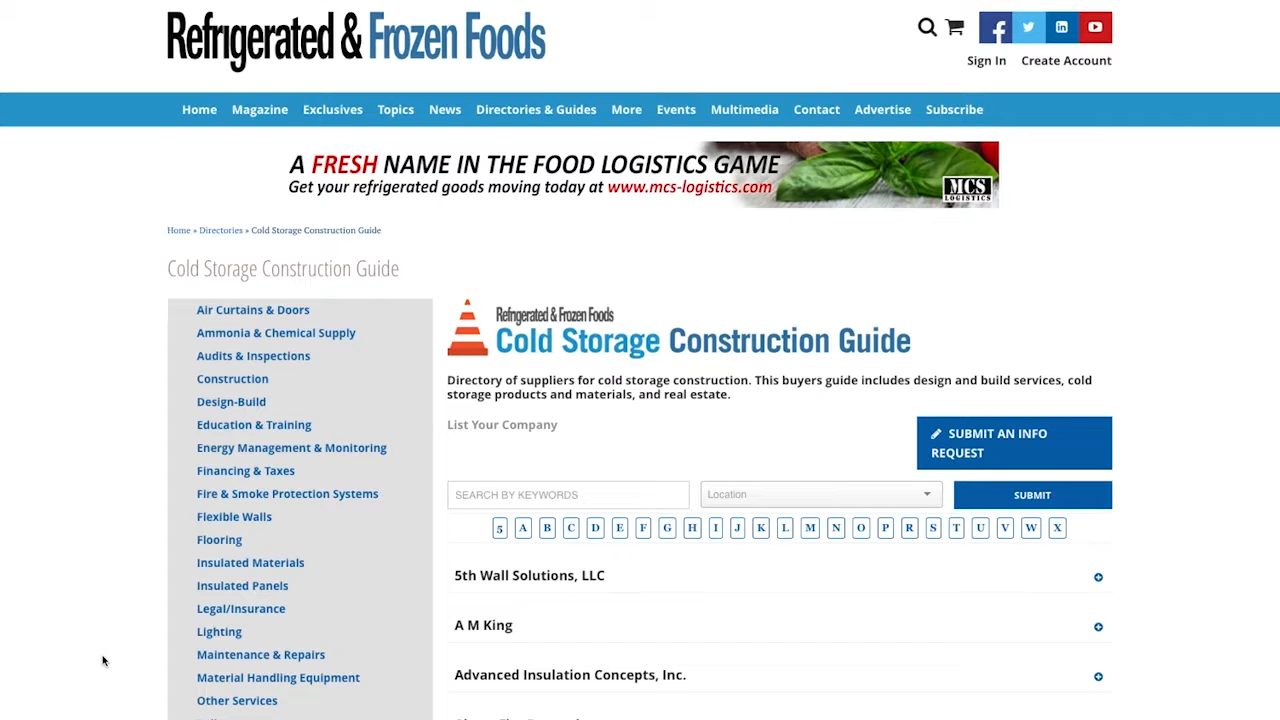 Refrigerated & Frozen Foods
Sign In Create Account
Home Magazine Exclusives Topics News Directories & Guides More Events Multimedia Contact Advertise Subscribe
A FRESH NAME IN THE FOOD LOGISTICS GAME
Get your refrigerated goods moving today at www.mcs-logistics.com
MCS
LOGISTICS
Home » Directories » Cold Storage Construction Guide
Cold Storage Construction Guide
Air Curtains & Doors
Ammonia & Chemical Supply
Audits & Inspections
Construction
Design-Build
Education & Training
Energy Management & Monitoring
Financing & Taxes
Fire & Smoke Protection Systems
Flexible Walls
Flooring
Insulated Materials
Insulated Panels
Legal/Insurance
Lighting
Maintenance & Repairs
Material Handling Equipment
Other Services
Refrigerated & Frozen Foods
Cold Storage Construction Guide
Directory of suppliers for cold storage construction. This buyers guide includes design and build services, cold
storage products and materials, and real estate.
List Your Company
SUBMIT AN INFO
REQUEST
SEARCH BY KEYWORDS Location SUBMIT
5 A B C D E F G H I J K L M N O P R S T U V W X
5th Wall Solutions, LLC
A M King
Advanced Insulation Concepts, Inc.